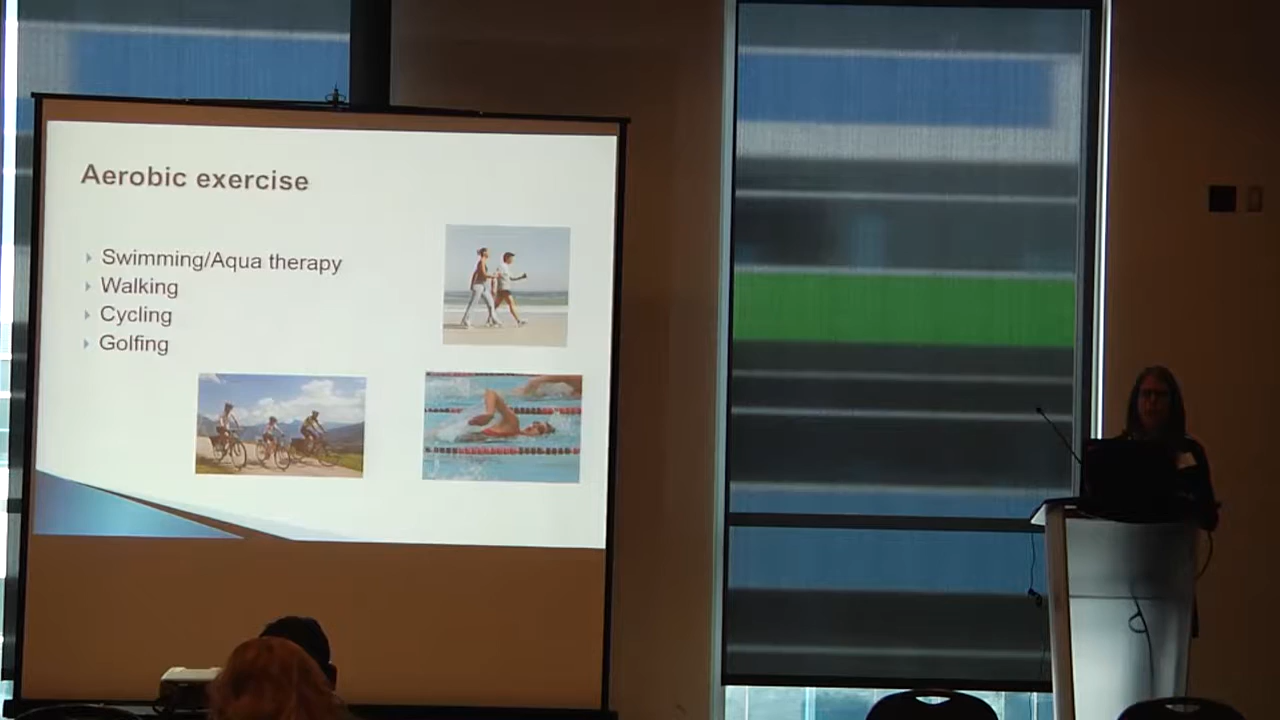 Aerobic exercise
Swimming/Aqua therapy
Walking
Cycling
Golfing